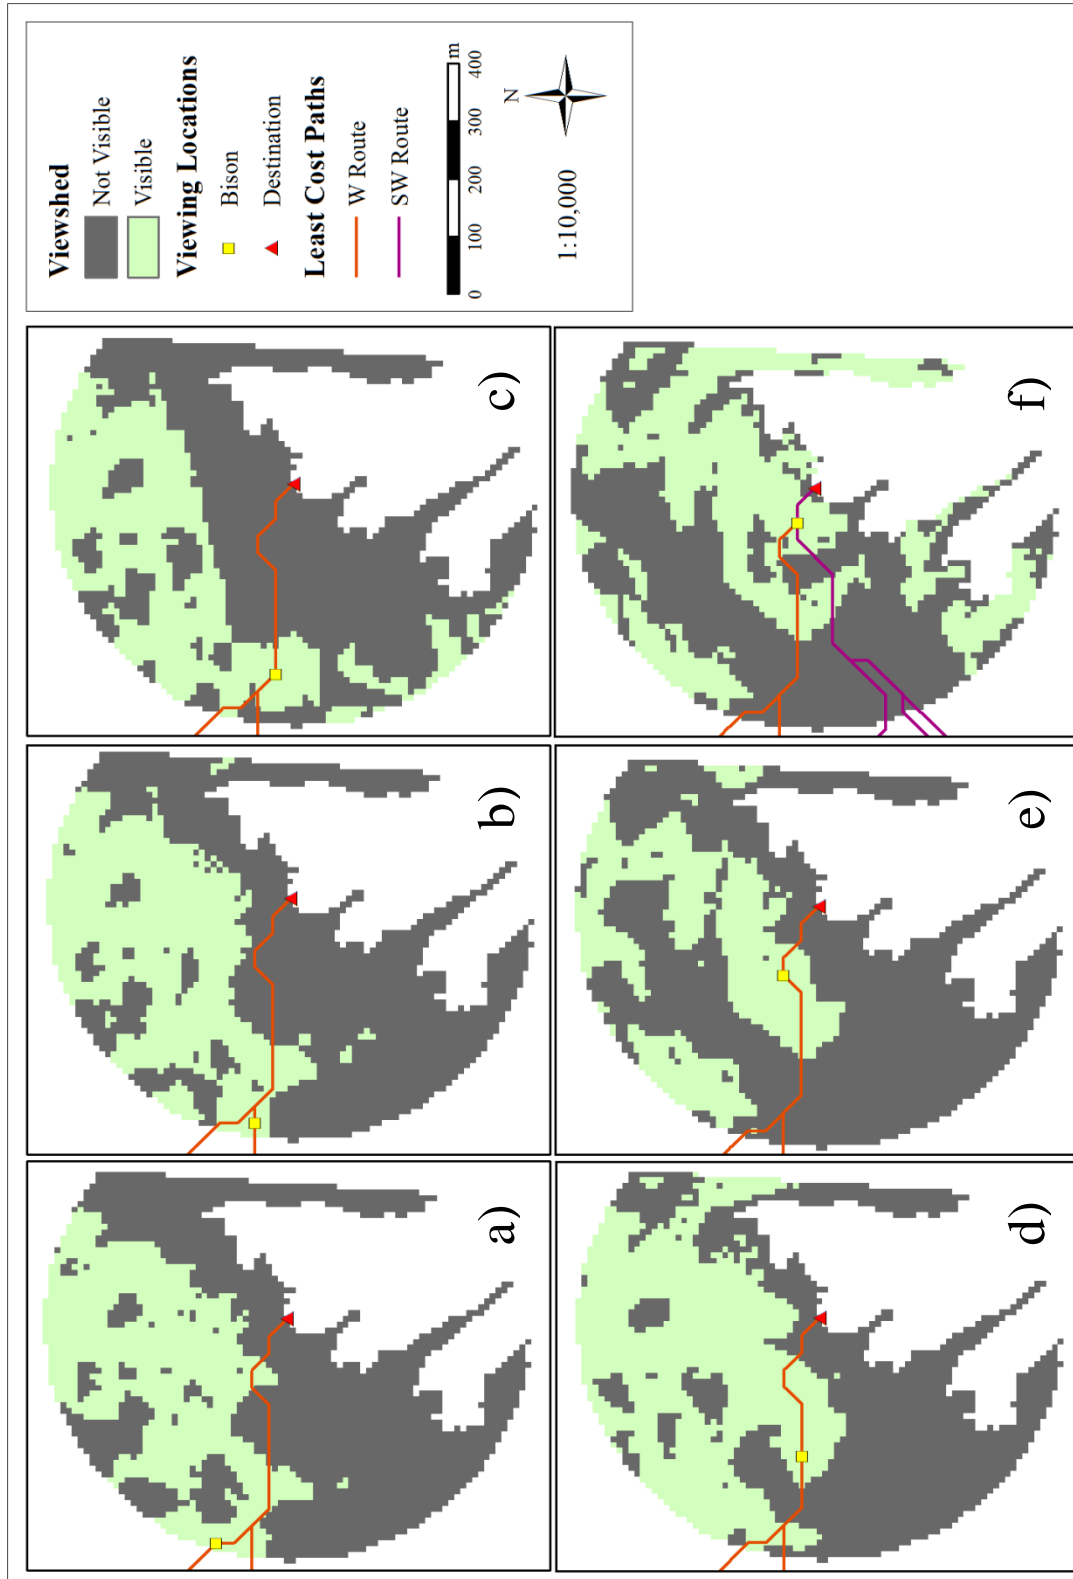 a)
b)
c)
d)
e)
f)
Viewshed
Not Visible
Visible
Viewing Locations
Bison
Destination
Least Cost Paths
W Route
SW Route
0 100 200 300 400
m
1:10,000
N